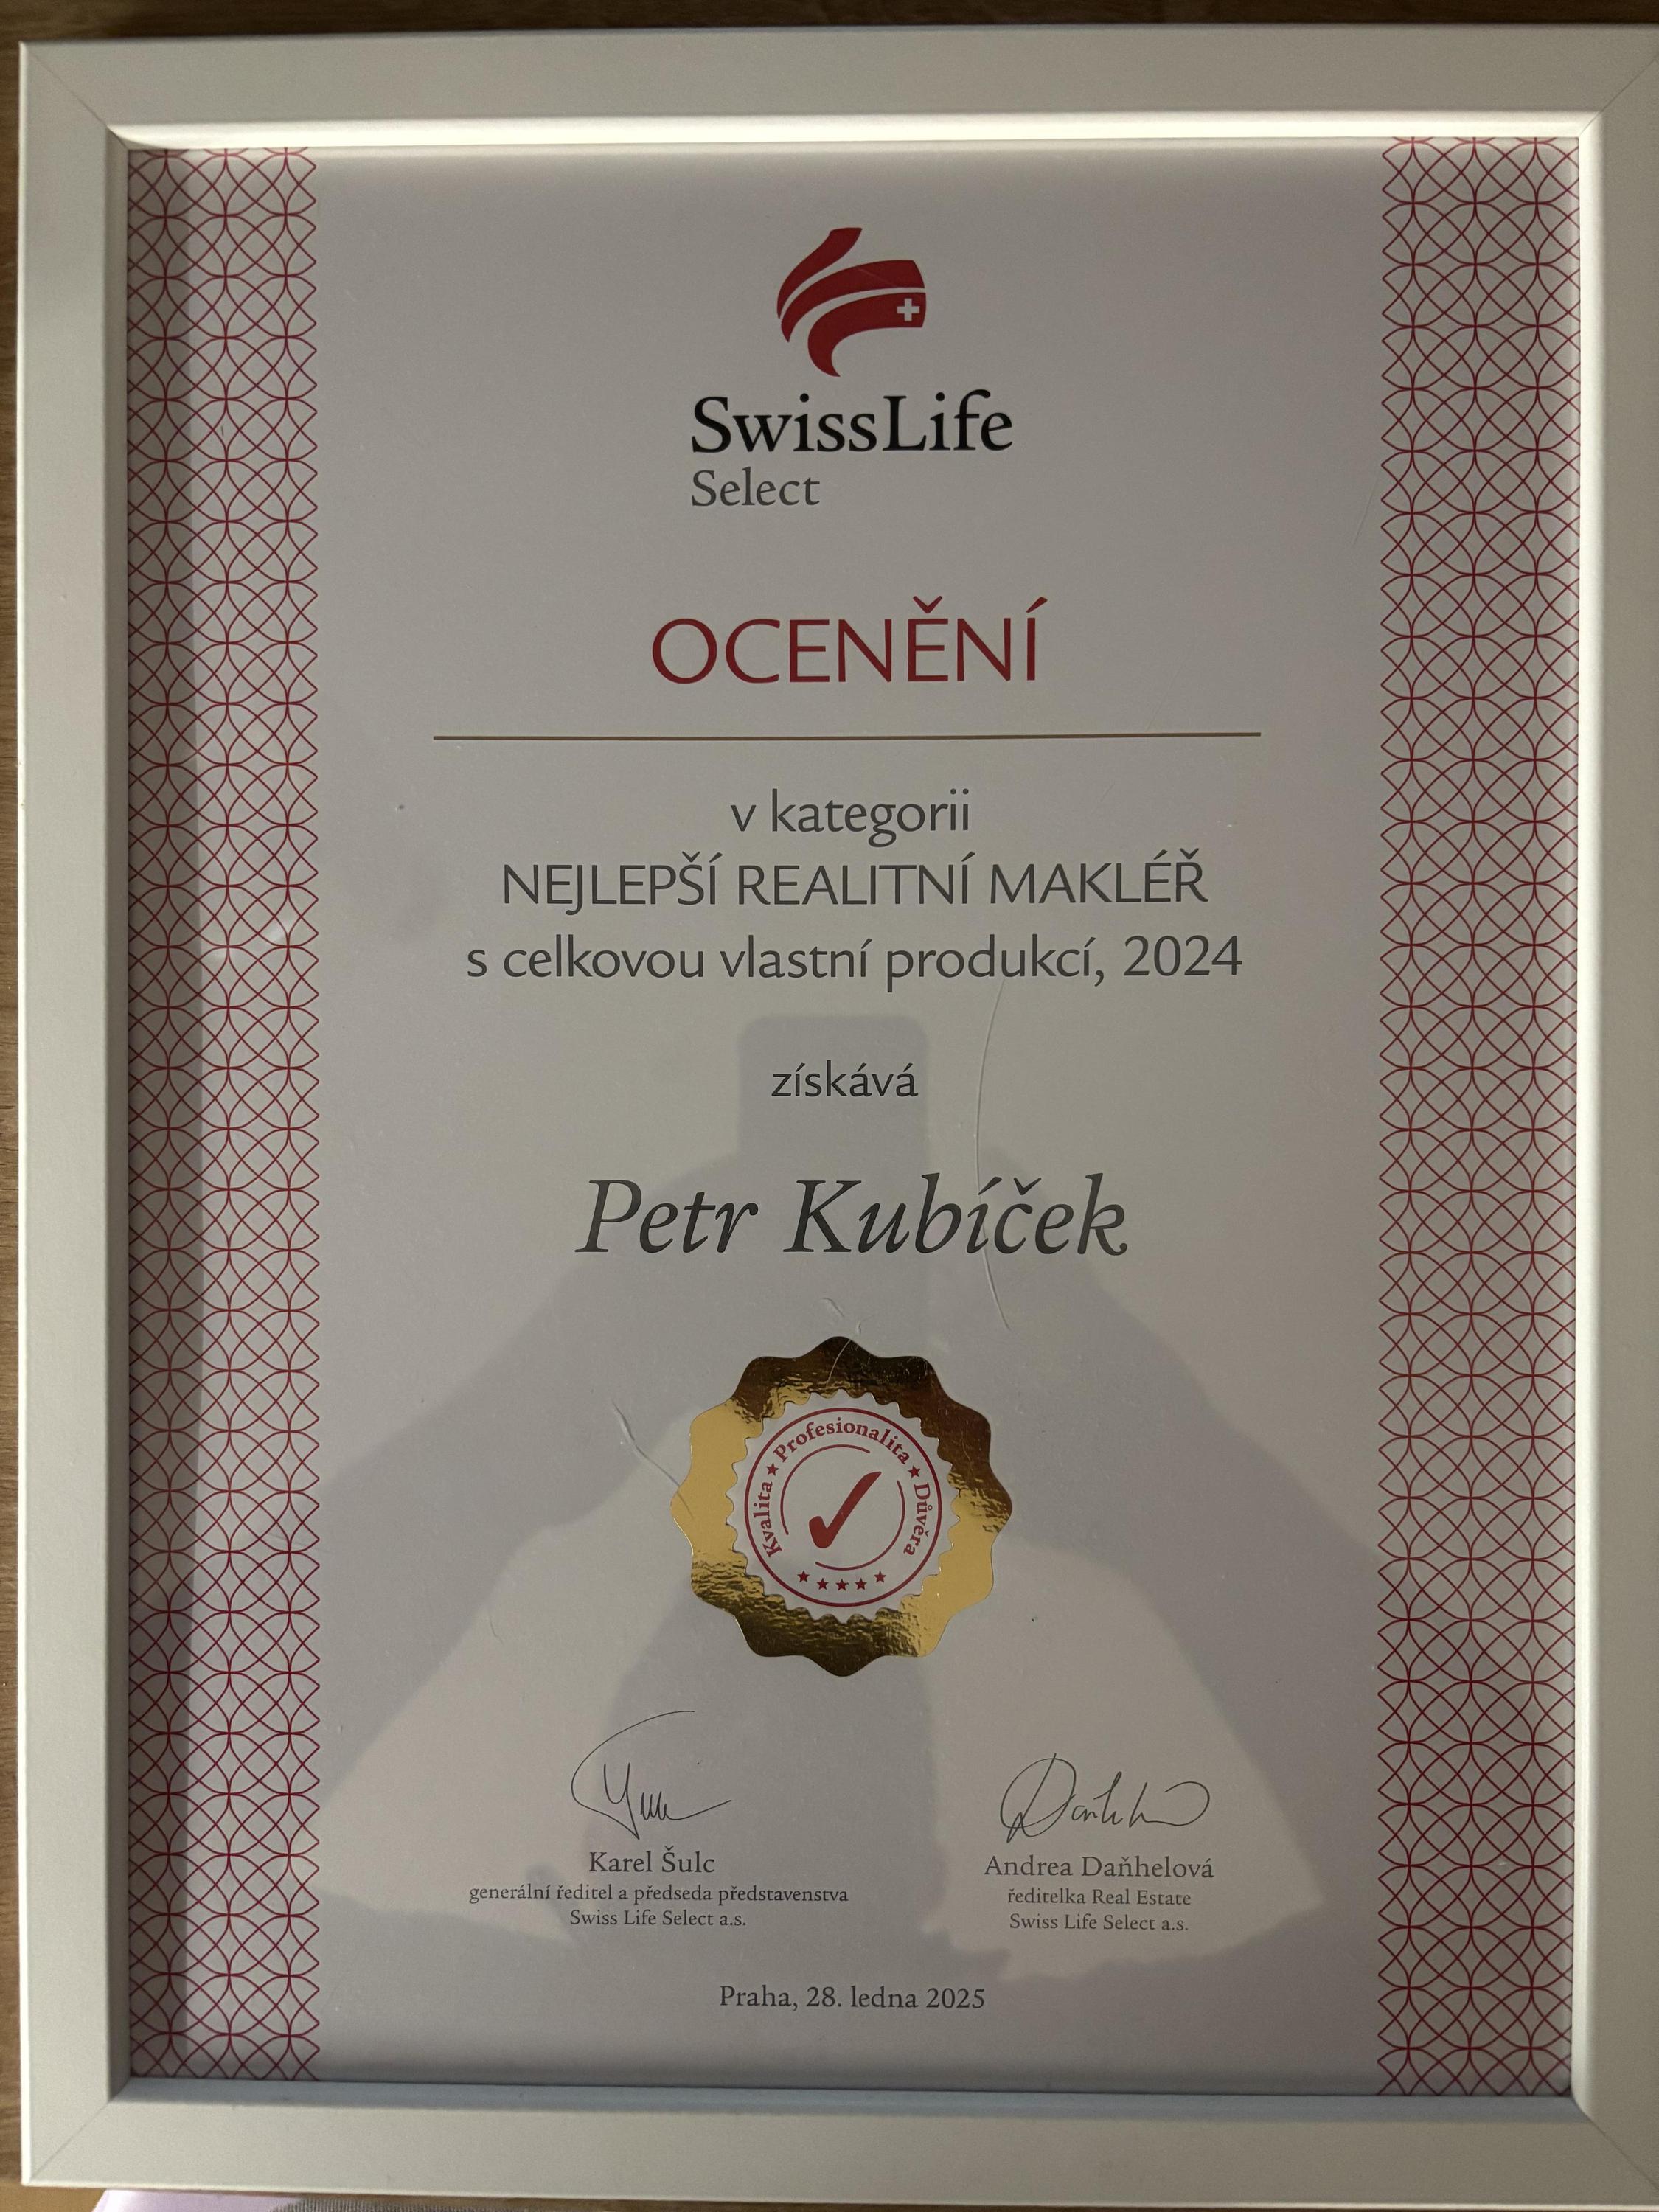 SwissLife
Select
OCENĚNÍ
v kategorii
NEJLEPŠÍ REALITNÍ MAKLÉŘ
s celkovou vlastní produkcí, 2024
získává
Petr Kubíček
Kvalita ★ Profesionalita ★ Důvěra
Karel Šulc
generální ředitel a předseda představenstva
Swiss Life Select a.s.
Andrea Daňhelová
ředitelka Real Estate
Swiss Life Select a.s.
Praha, 28. ledna 2025